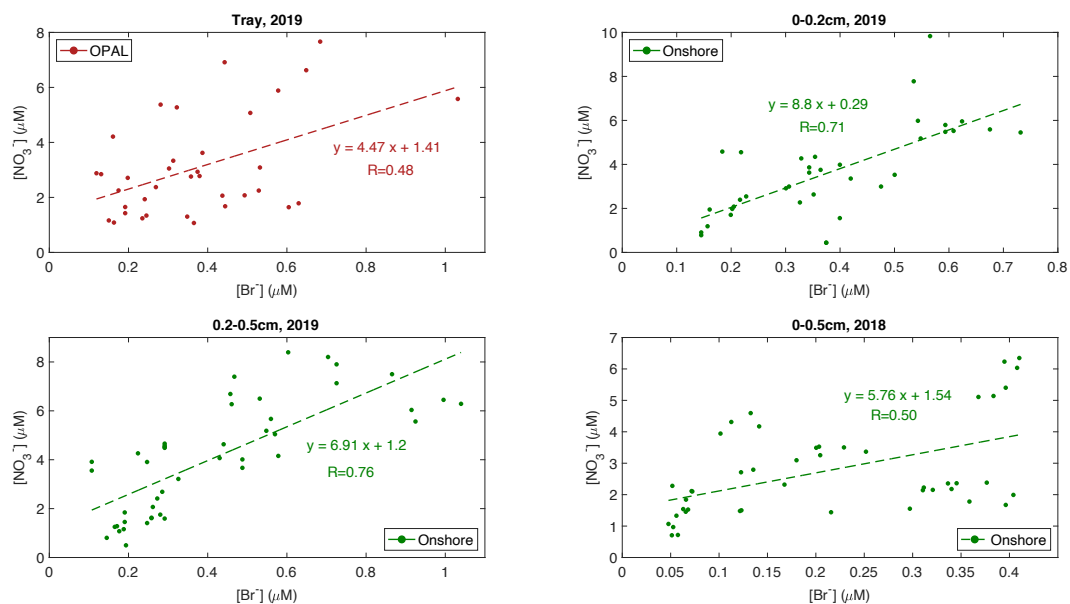 Tray, 2019
8
6
4
2
0
[NO₃⁻] (μM)
OPAL
y = 4.47 x + 1.41
R=0.48
0 0.2 0.4 0.6 0.8 1
[Br⁻] (μM)
0-0.2cm, 2019
10
8
6
4
2
0
[NO₃⁻] (μM)
Onshore
y = 8.8 x + 0.29
R=0.71
0 0.1 0.2 0.3 0.4 0.5 0.6 0.7 0.8
[Br⁻] (μM)
0.2-0.5cm, 2019
8
6
4
2
0
[NO₃⁻] (μM)
y = 6.91 x + 1.2
R=0.76
Onshore
0 0.2 0.4 0.6 0.8 1
[Br⁻] (μM)
0-0.5cm, 2018
7
6
5
4
3
2
1
0
[NO₃⁻] (μM)
y = 5.76 x + 1.54
R=0.50
Onshore
0 0.05 0.1 0.15 0.2 0.25 0.3 0.35 0.4
[Br⁻] (μM)